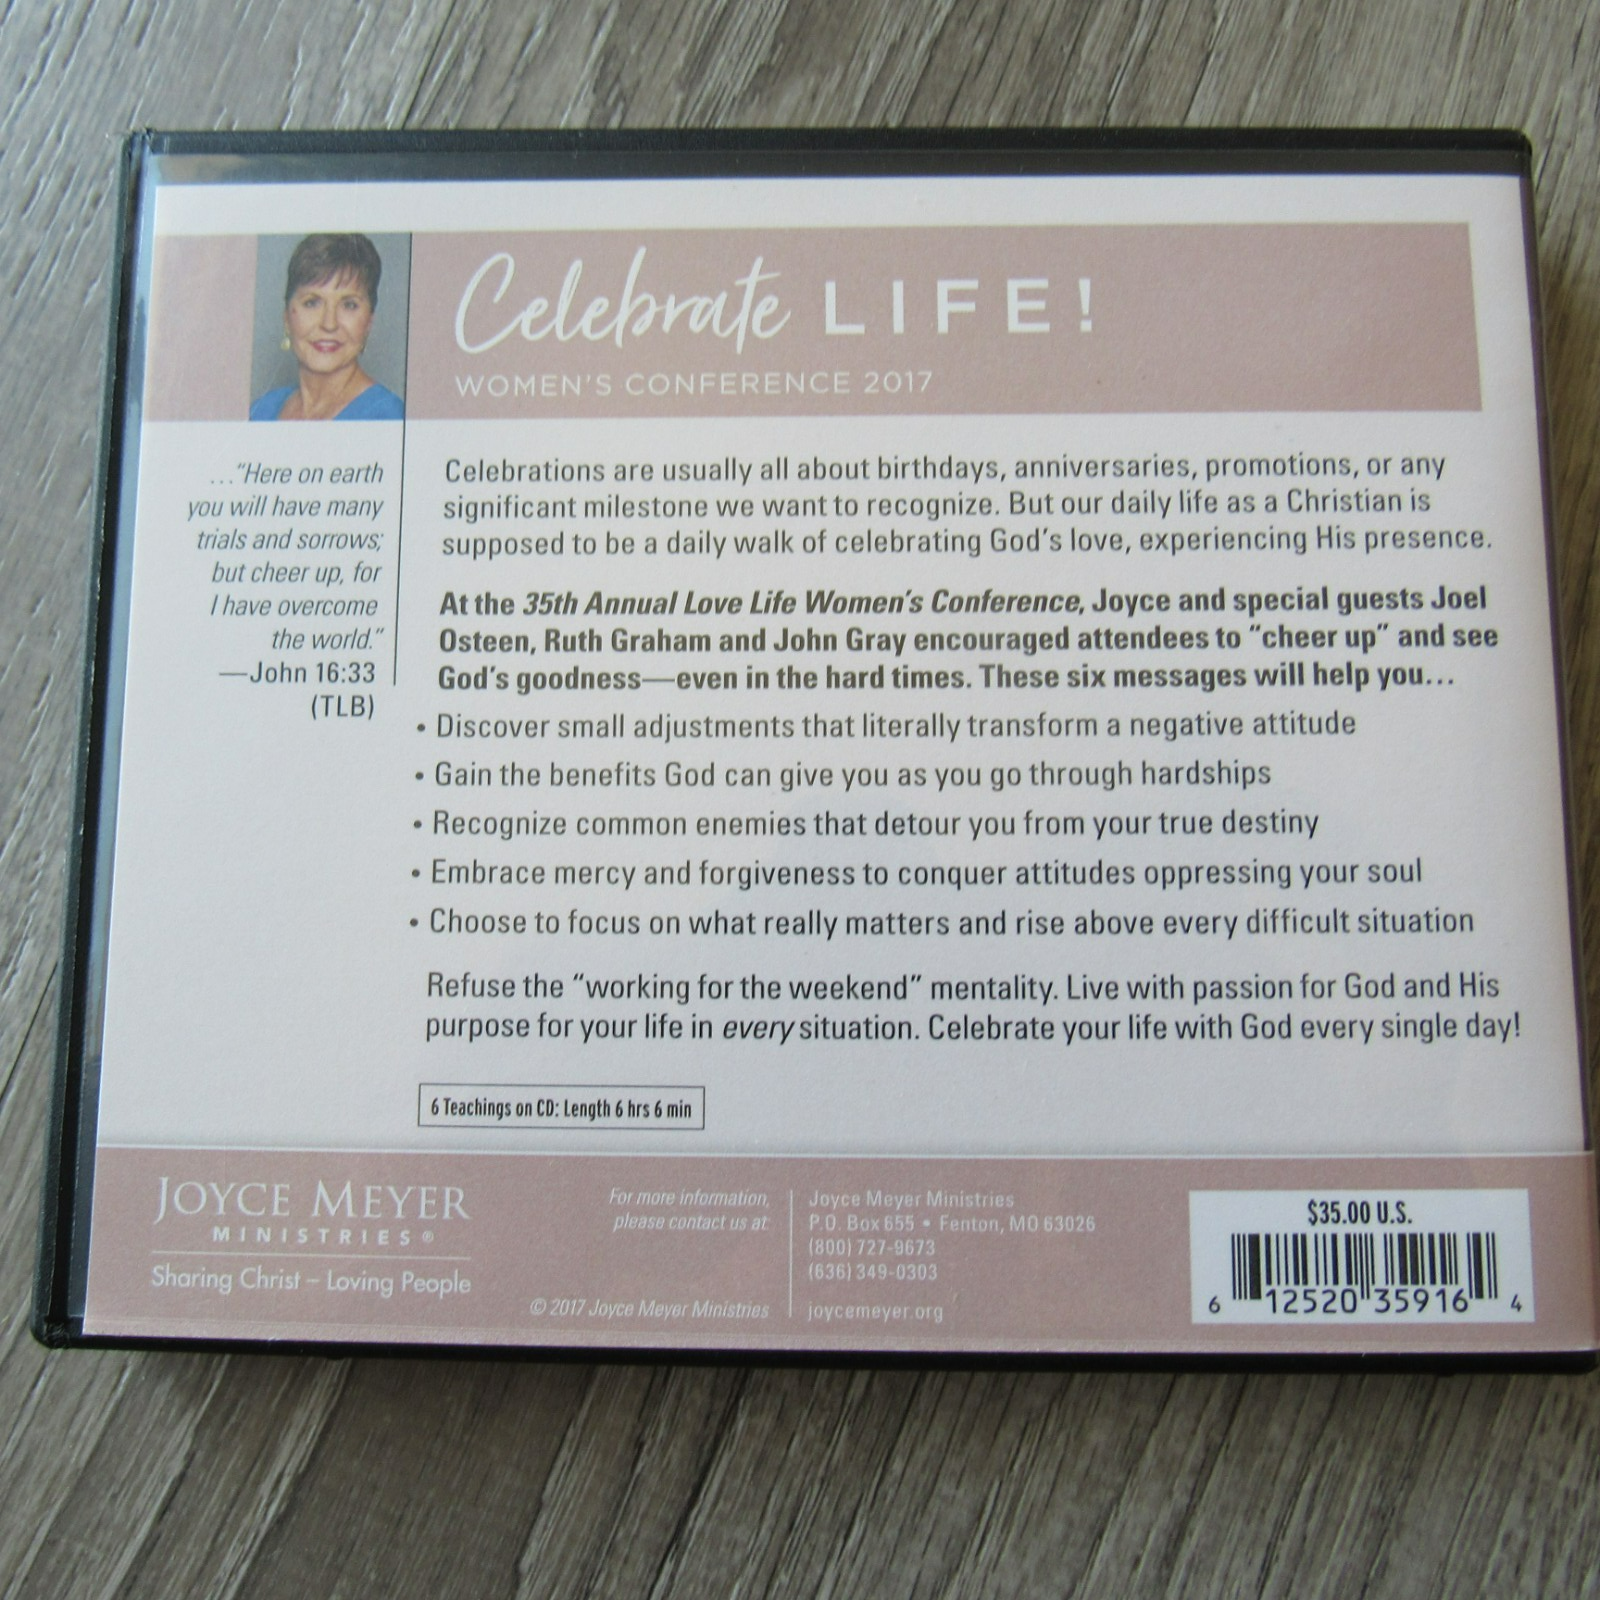 Celebrate LIFE!
WOMEN'S CONFERENCE 2017
..."Here on earth
you will have many
trials and sorrows;
but cheer up, for
I have overcome
the world."
—John 16:33
(TLB)
Celebrations are usually all about birthdays, anniversaries, promotions, or any
significant milestone we want to recognize. But our daily life as a Christian is
supposed to be a daily walk of celebrating God's love, experiencing His presence.
At the 35th Annual Love Life Women's Conference, Joyce and special guests Joel
Osteen, Ruth Graham and John Gray encouraged attendees to "cheer up" and see
God's goodness—even in the hard times. These six messages will help you...
• Discover small adjustments that literally transform a negative attitude
• Gain the benefits God can give you as you go through hardships
• Recognize common enemies that detour you from your true destiny
• Embrace mercy and forgiveness to conquer attitudes oppressing your soul
• Choose to focus on what really matters and rise above every difficult situation
Refuse the "working for the weekend" mentality. Live with passion for God and His
purpose for your life in every situation. Celebrate your life with God every single day!
6 Teachings on CD: Length 6 hrs 6 min
JOYCE MEYER
MINISTRIES®
Sharing Christ – Loving People
For more information,
please contact us at:
© 2017 Joyce Meyer Ministries
Joyce Meyer Ministries
P.O. Box 655 • Fenton, MO 63026
(800) 727-9673
(636) 349-0303
joycemeyer.org
$35.00 U.S.
6 12520 35916 4